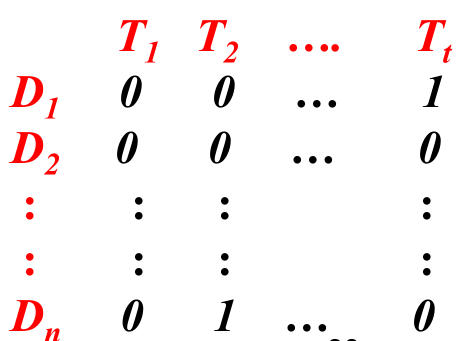 T1 T2 .... Tt
D1 0 0 ... 1
D2 0 0 ... 0
: : : :
: : : :
Dn 0 1 ... 0